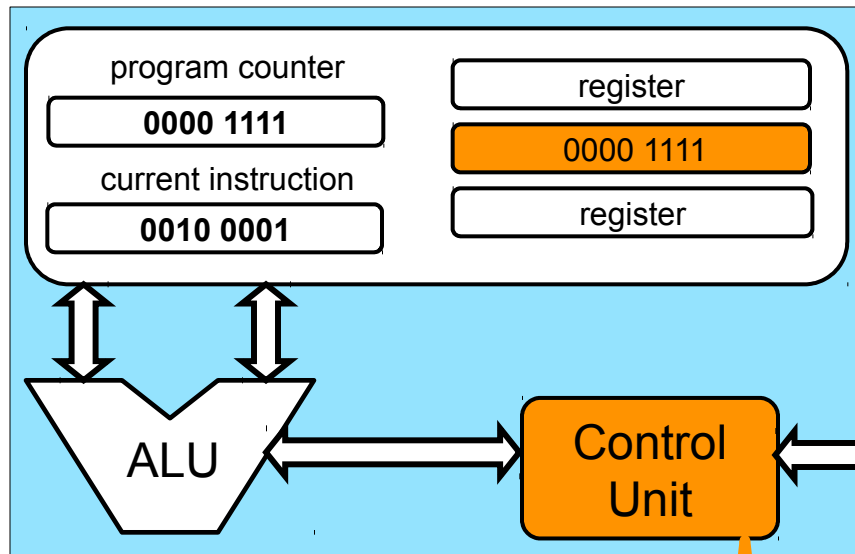 program counter
0000 1111
current instruction
0010 0001
register
0000 1111
register
ALU
Control
Unit